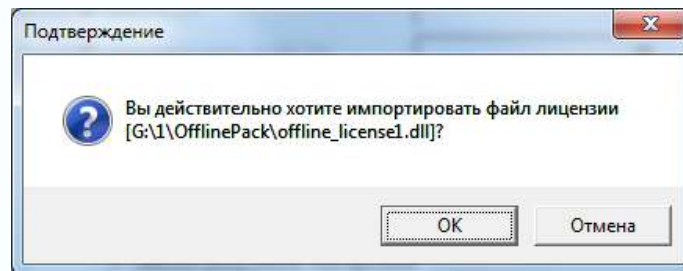 Подтверждение
Вы действительно хотите импортировать файл лицензии
[G:\1\OfflinePack\offline_license1.dll]?
OK
Отмена